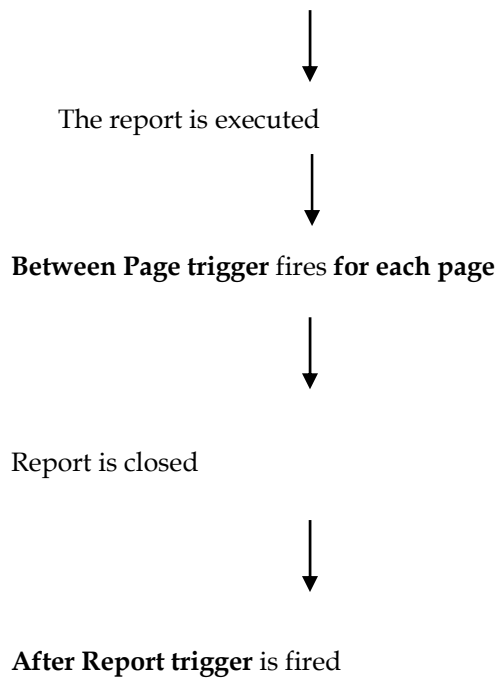 The report is executed
Between Page trigger fires for each page
Report is closed
After Report trigger is fired